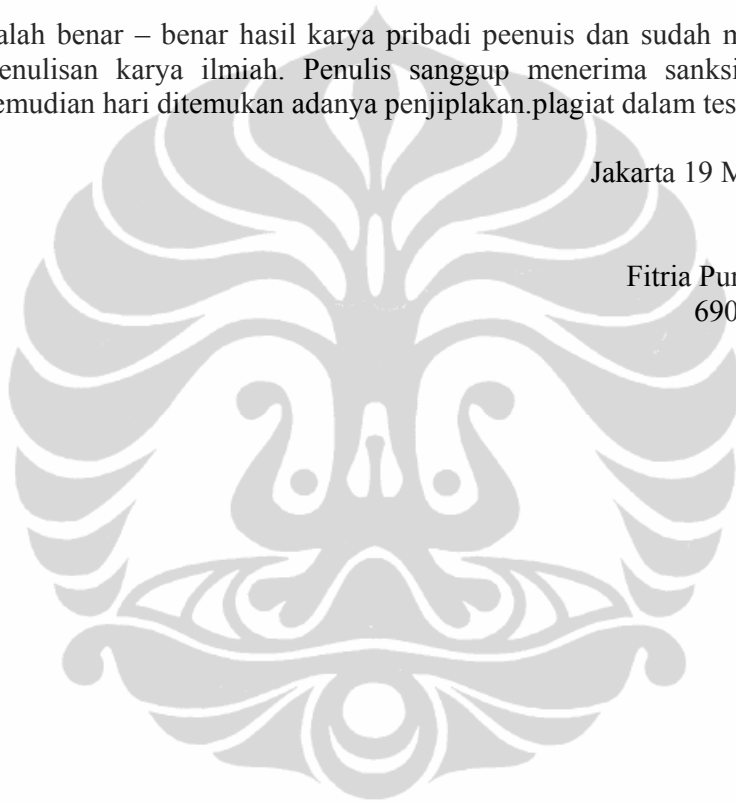 alah benar – benar hasil karya pribadi peenuis dan sudah m
enulisan karya ilmiah. Penulis sanggup menerima sanksi
emudian hari ditemukan adanya penjiplakan.plagiat dalam tes
Jakarta 19 M
Fitria Pur
690